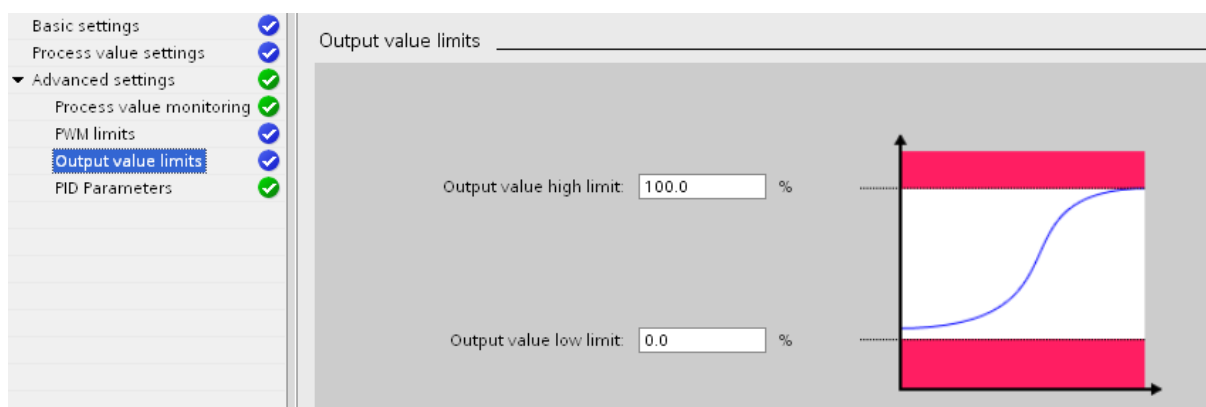 Basic settings
Process value settings
Advanced settings
Process value monitoring
PWM limits
Output value limits
PID Parameters
Output value limits
Output value high limit: 100.0 %
Output value low limit: 0.0 %